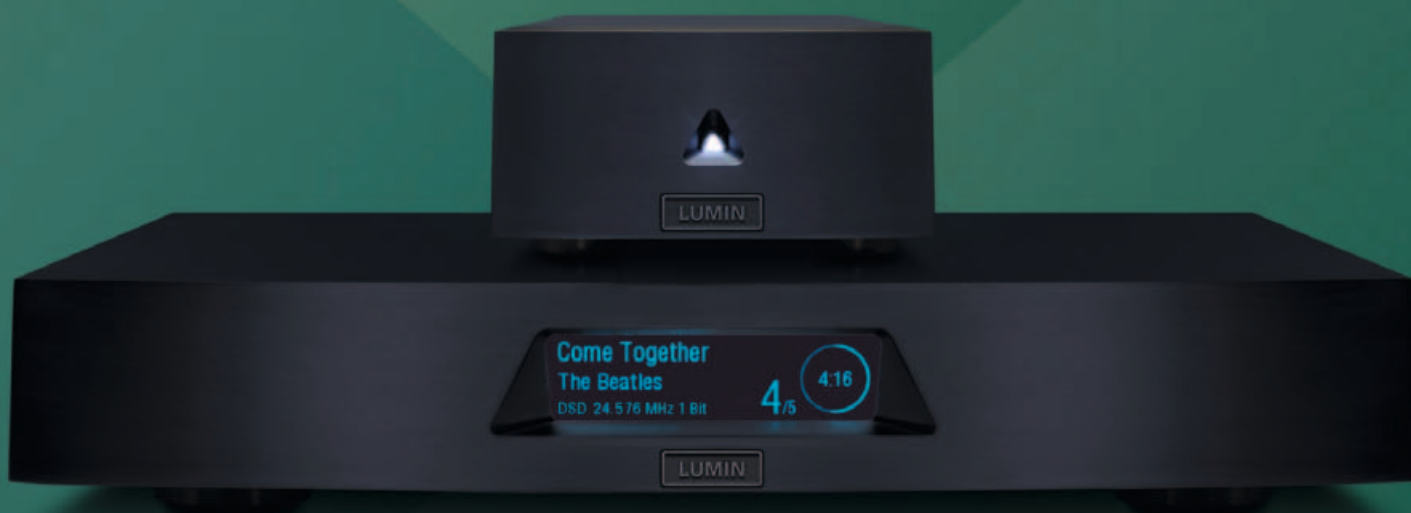 LUMIN
Come Together
The Beatles
DSD 24.576 MHz 1 Bit
4/5
4:16
LUMIN